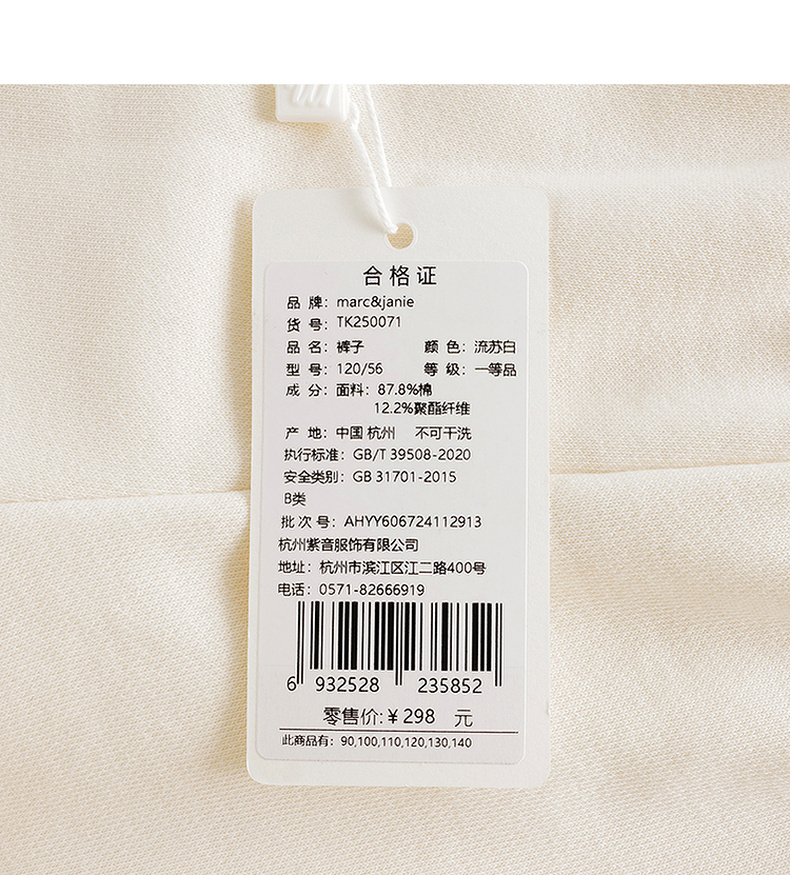 合格证
品 牌：marc&janie
货 号：TK250071
品 名：裤子 颜 色：流苏白
型 号：120/56 等 级：一等品
成 分：面料：87.8%棉
12.2%聚酯纤维
产 地：中国 杭州 不可干洗
执行标准：GB/T 39508-2020
安全类别：GB 31701-2015
B类
批 次 号：AHYY606724112913
杭州紫音服饰有限公司
地址：杭州市滨江区江二路400号
电话：0571-82666919
6 932528 235852
零售价:￥298 元
此商品有：90,100,110,120,130,140